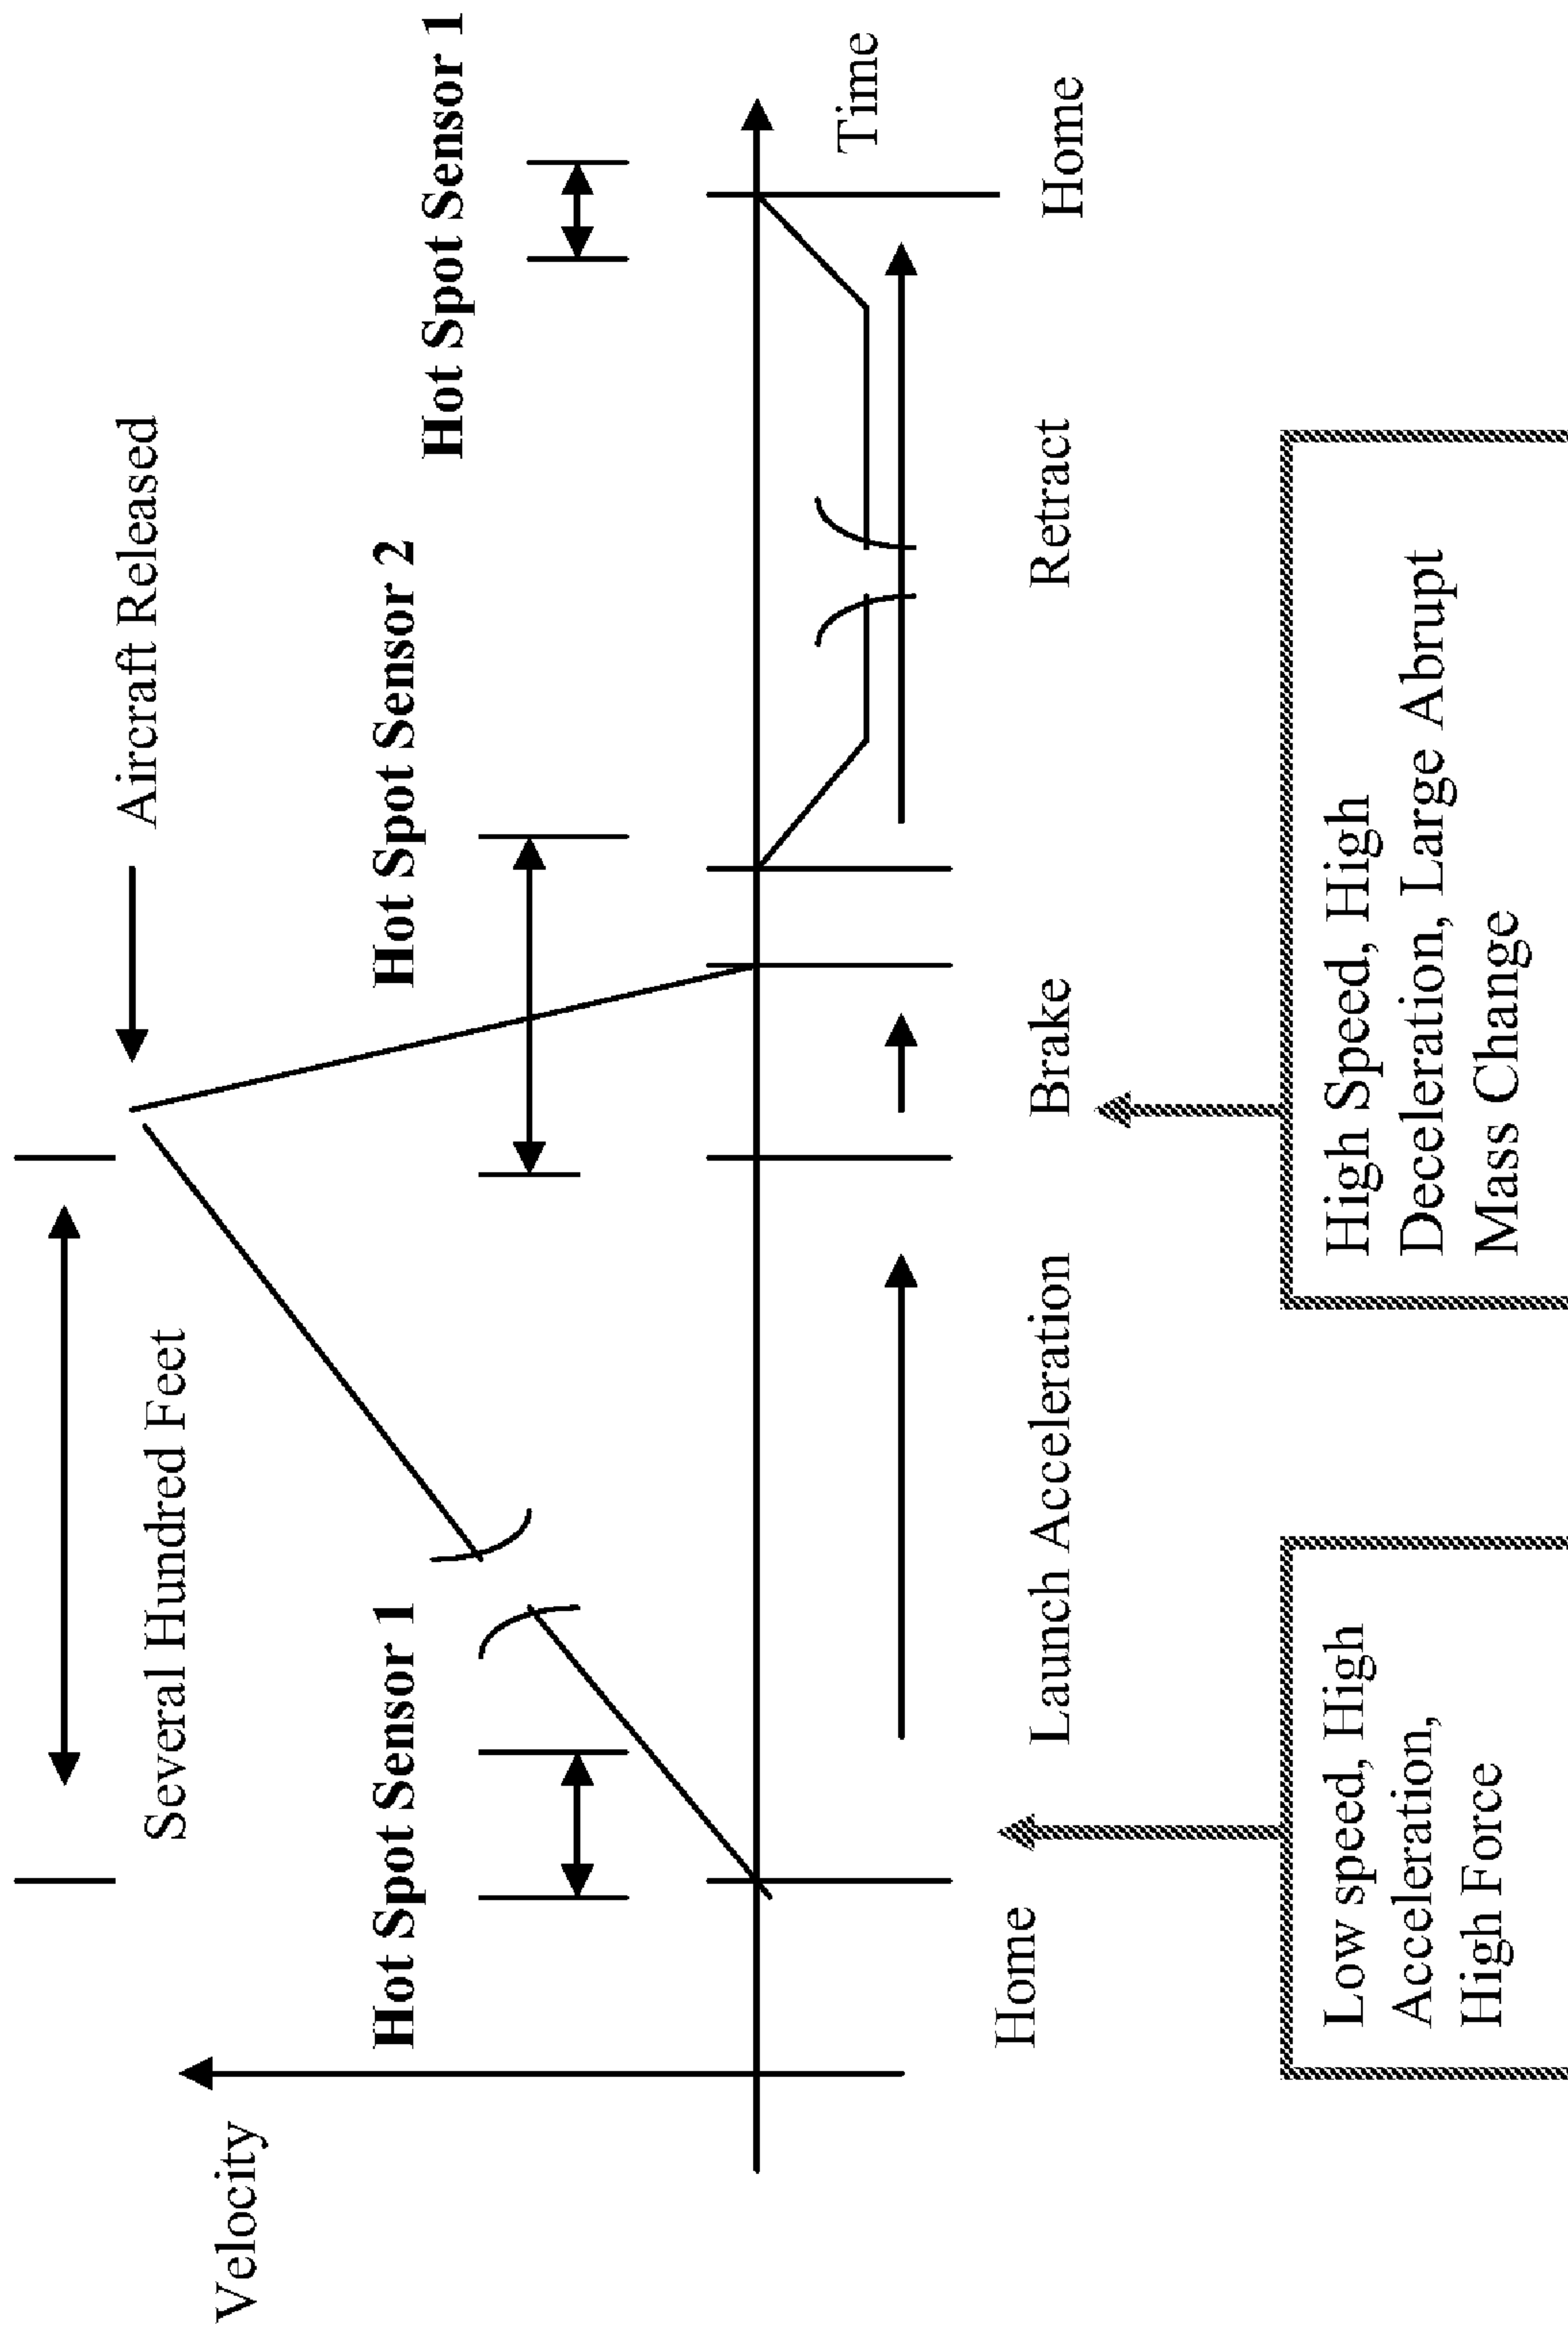 Several Hundred Feet
Aircraft Released
Velocity
Hot Spot Sensor 1
Hot Spot Sensor 2
Hot Spot Sensor 1
Time
Home
Launch Acceleration
Brake
Retract
Home
Low speed, High
Acceleration,
High Force
High Speed, High
Deceleration, Large Abrupt
Mass Change